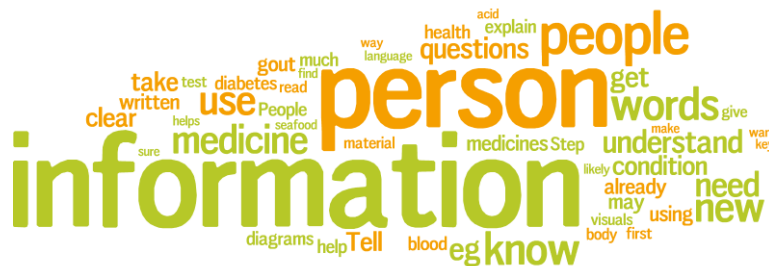 acid
way health explain people
language questions
gout much
find
take test diabetes read person get
written use People words give
clear
helps seafood medicine material medicines Step understand make
sure
information likely condition
already need
may new
visuals using
body first
diagrams help Tell blood eg know